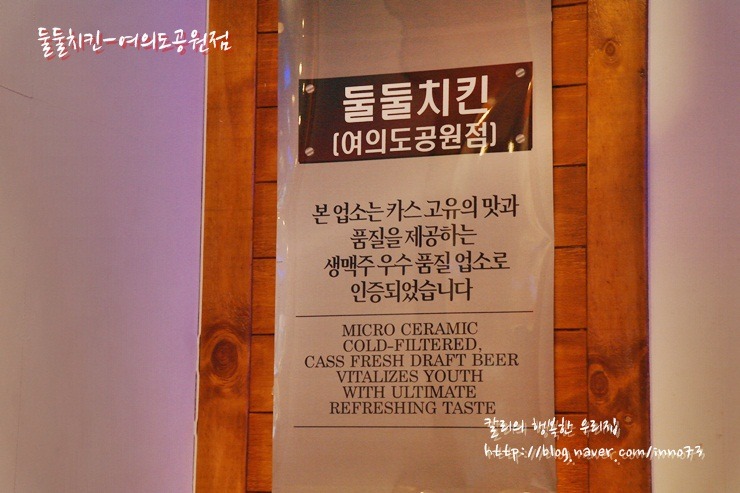 둘둘치킨-여의도공원점
둘둘치킨
[여의도공원점]
본 업소는 카스 고유의 맛과
품질을 제공하는
생맥주 우수 품질 업소로
인증되었습니다
MICRO CERAMIC
COLD-FILTERED,
CASS FRESH DRAFT BEER
VITALIZES YOUTH
WITH ULTIMATE
REFRESHING TASTE
칼리의 행복한 우리집
http://blog.naver.com/inno73